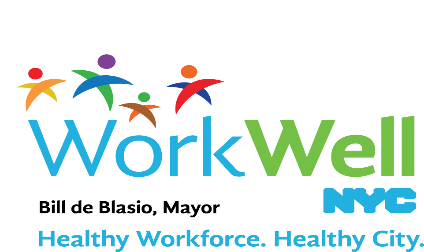 WorkWell
NYC
Bill de Blasio, Mayor
Healthy Workforce. Healthy City.